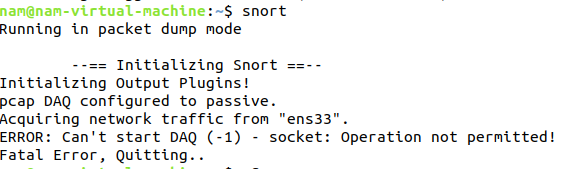 nam@nam-virtual-machine:~$ snort
Running in packet dump mode
--== Initializing Snort ==--
Initializing Output Plugins!
pcap DAQ configured to passive.
Acquiring network traffic from "ens33".
ERROR: Can't start DAQ (-1) - socket: Operation not permitted!
Fatal Error, Quitting..